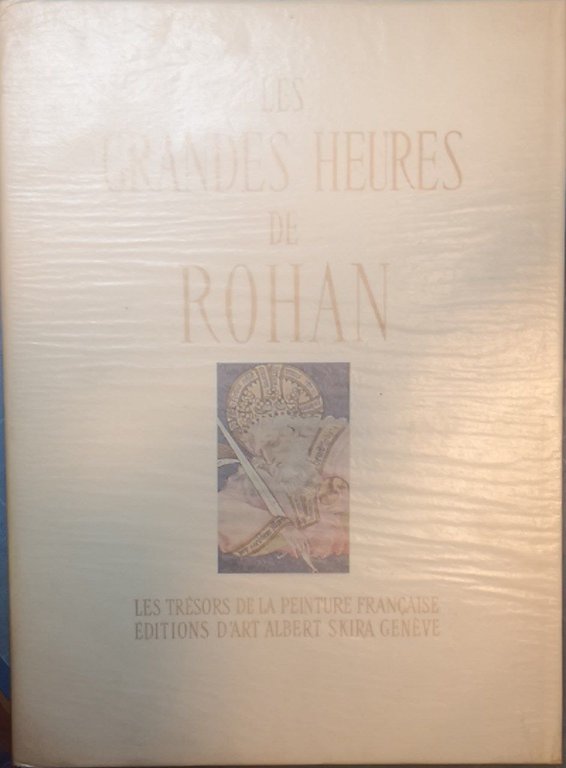 LES
GRANDES HEURES
DE
ROHAN
LES TRÉSORS DE LA PEINTURE FRANÇAISE
ÉDITIONS D'ART ALBERT SKIRA GENÈVE